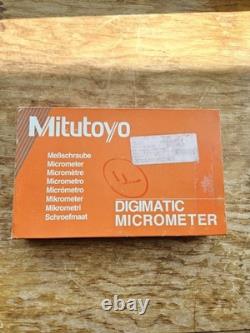 Mitutoyo
Meßschraube
Micrometer
Micromètre
Micrometro
Micrómetro
Mikrometer
Mikrometri
Schroefmaat
DIGIMATIC
MICROMETER